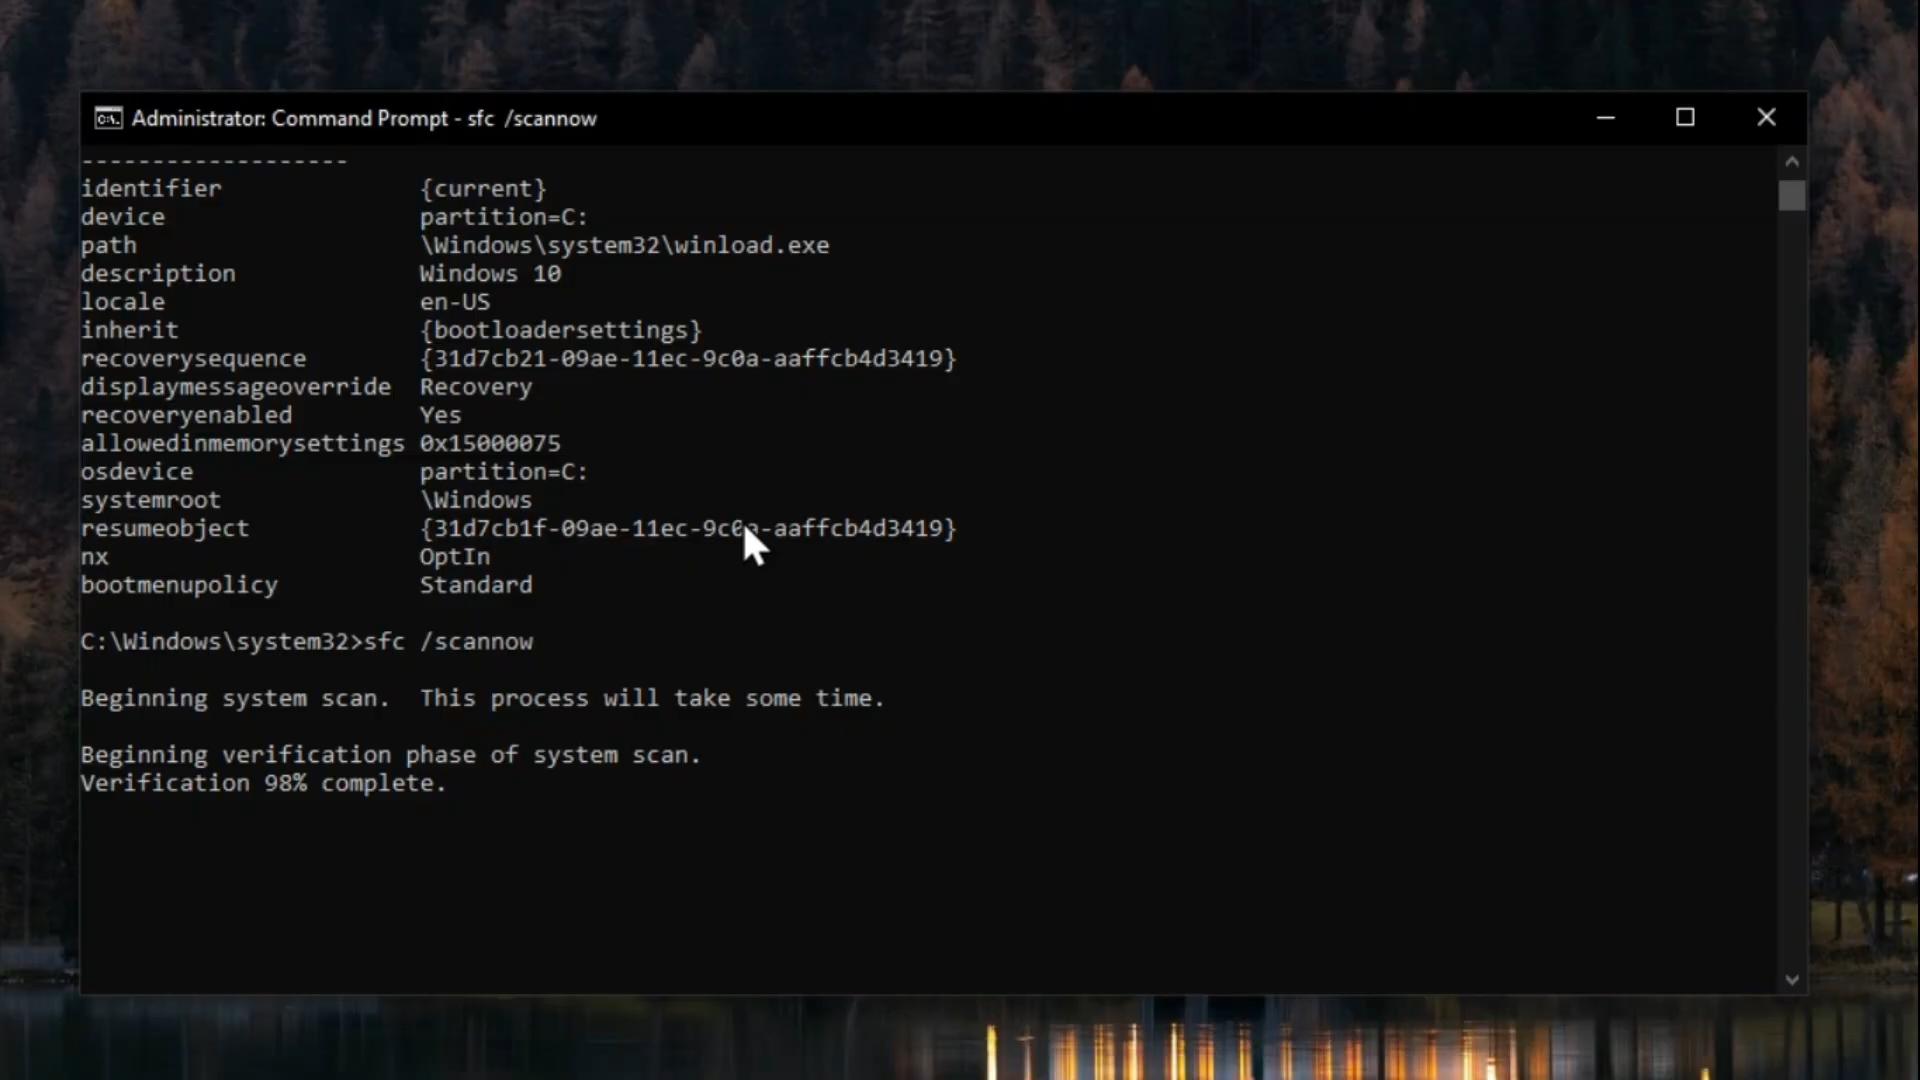 Administrator: Command Prompt - sfc  /scannow
-------------------
identifier              {current}
device                  partition=C:
path                    \Windows\system32\winload.exe
description             Windows 10
locale                  en-US
inherit                 {bootloadersettings}
recoverysequence        {31d7cb21-09ae-11ec-9c0a-aaffcb4d3419}
displaymessageoverride  Recovery
recoveryenabled         Yes
allowedinmemorysettings 0x15000075
osdevice                partition=C:
systemroot              \Windows
resumeobject            {31d7cb1f-09ae-11ec-9c0a-aaffcb4d3419}
nx                      OptIn
bootmenupolicy          Standard
C:\Windows\system32>sfc /scannow
Beginning system scan.  This process will take some time.
Beginning verification phase of system scan.
Verification 98% complete.